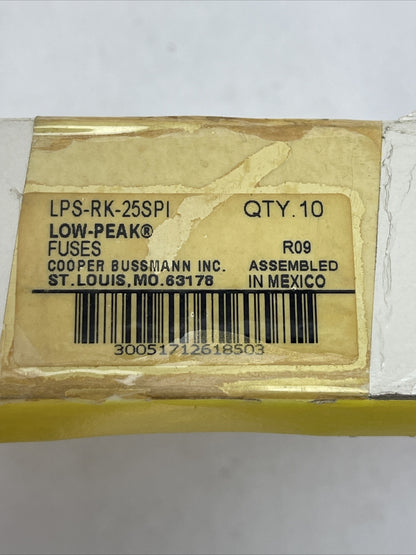 LPS-RK-25SPI QTY.10
LOW-PEAK®
FUSES R09
COOPER BUSSMANN INC. ASSEMBLED
ST. LOUIS, MO. 63178 IN MEXICO
30051712618503